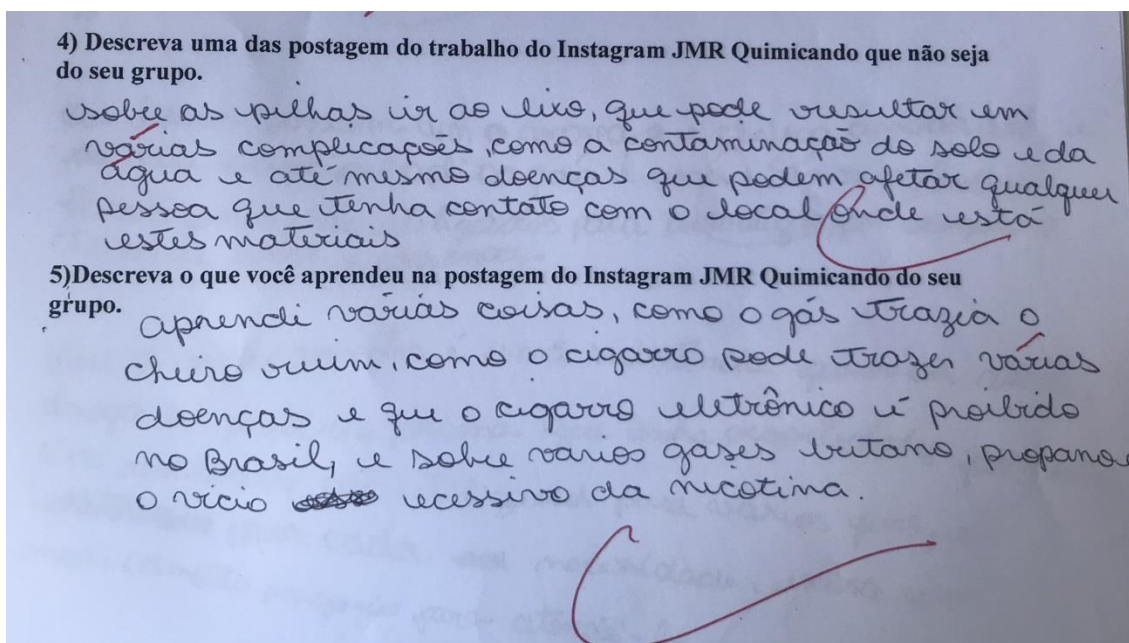 4) Descreva uma das postagem do trabalho do Instagram JMR Quimicando que não seja
do seu grupo.
sobre as pilhas ir ao lixo, que pode resultar em
várias complicações, como a contaminação do solo e da
água e até mesmo doenças que podem afetar qualquer
pessoa que tenha contato com o local onde está
estes materiais
5)Descreva o que você aprendeu na postagem do Instagram JMR Quimicando do seu
grupo.
aprendi várias coisas, como o gás trazia o
cheiro ruim, como o cigarro pode trazer várias
doenças e que o cigarro eletrônico é proibido
no Brasil, e sobre vários gases butano, propano
o vício ecessivo da nicotina.